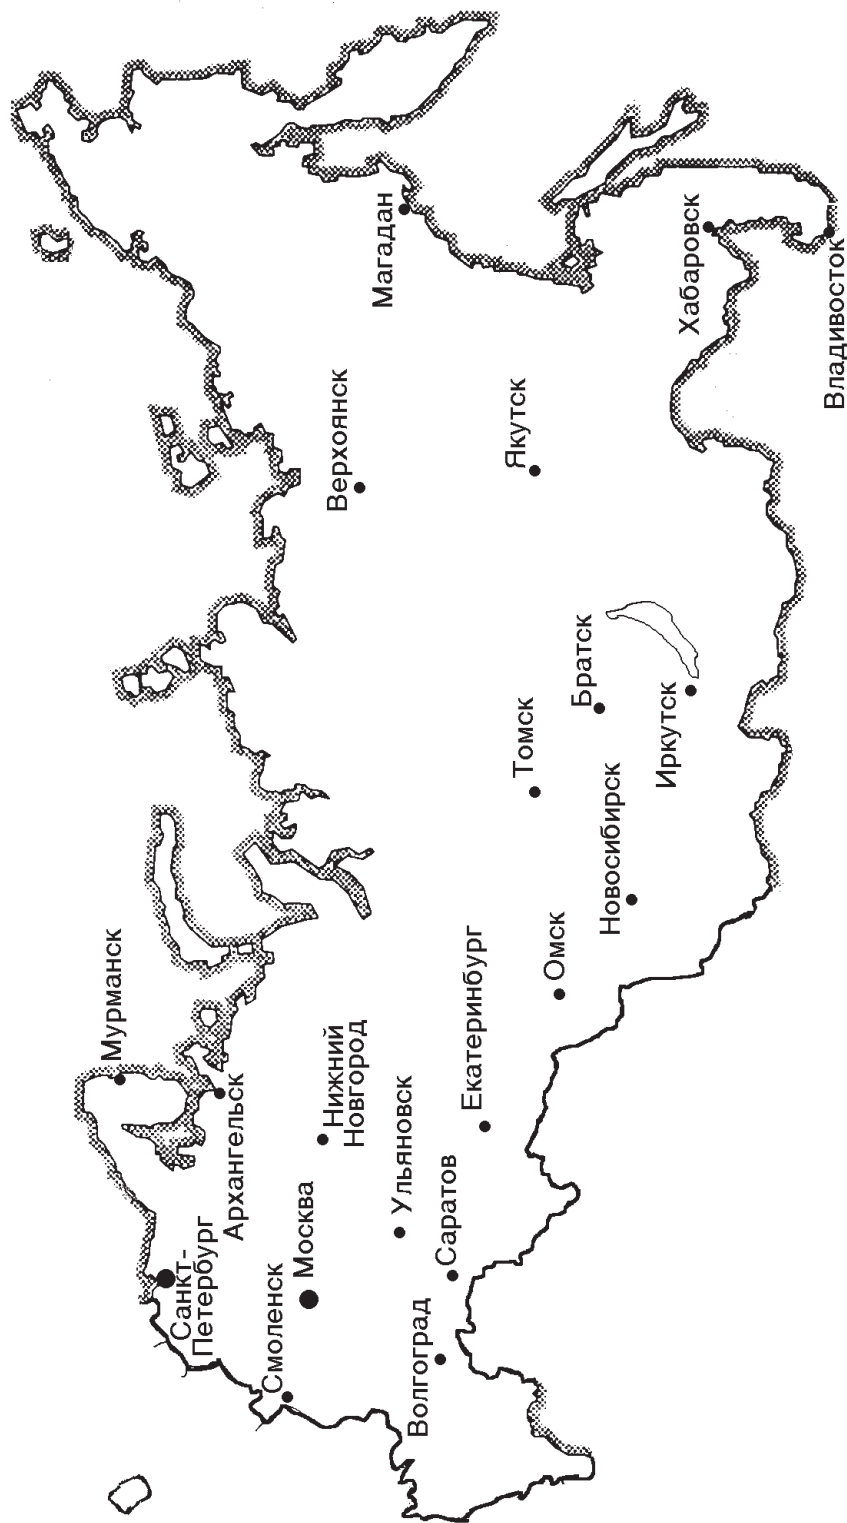 Мурманск
Санкт-
Петербург
Архангельск
Смоленск
Москва
Нижний
Новгород
Ульяновск
Волгоград
Саратов
Екатеринбург
Омск
Новосибирск
Томск
Братск
Иркутск
Верхоянск
Якутск
Магадан
Хабаровск
Владивосток